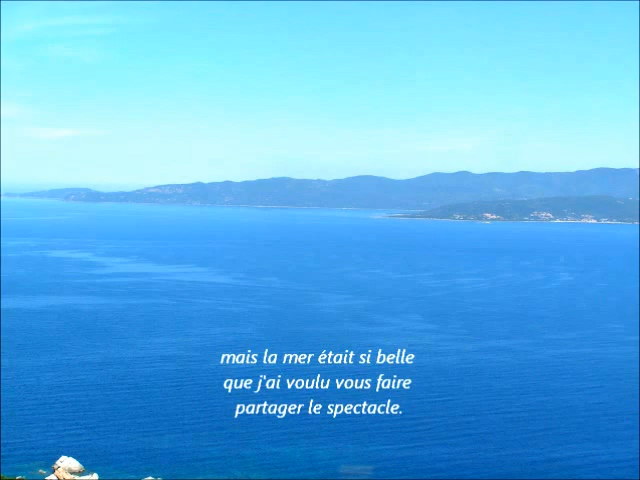 mais la mer était si belle
que j'ai voulu vous faire
partager le spectacle.